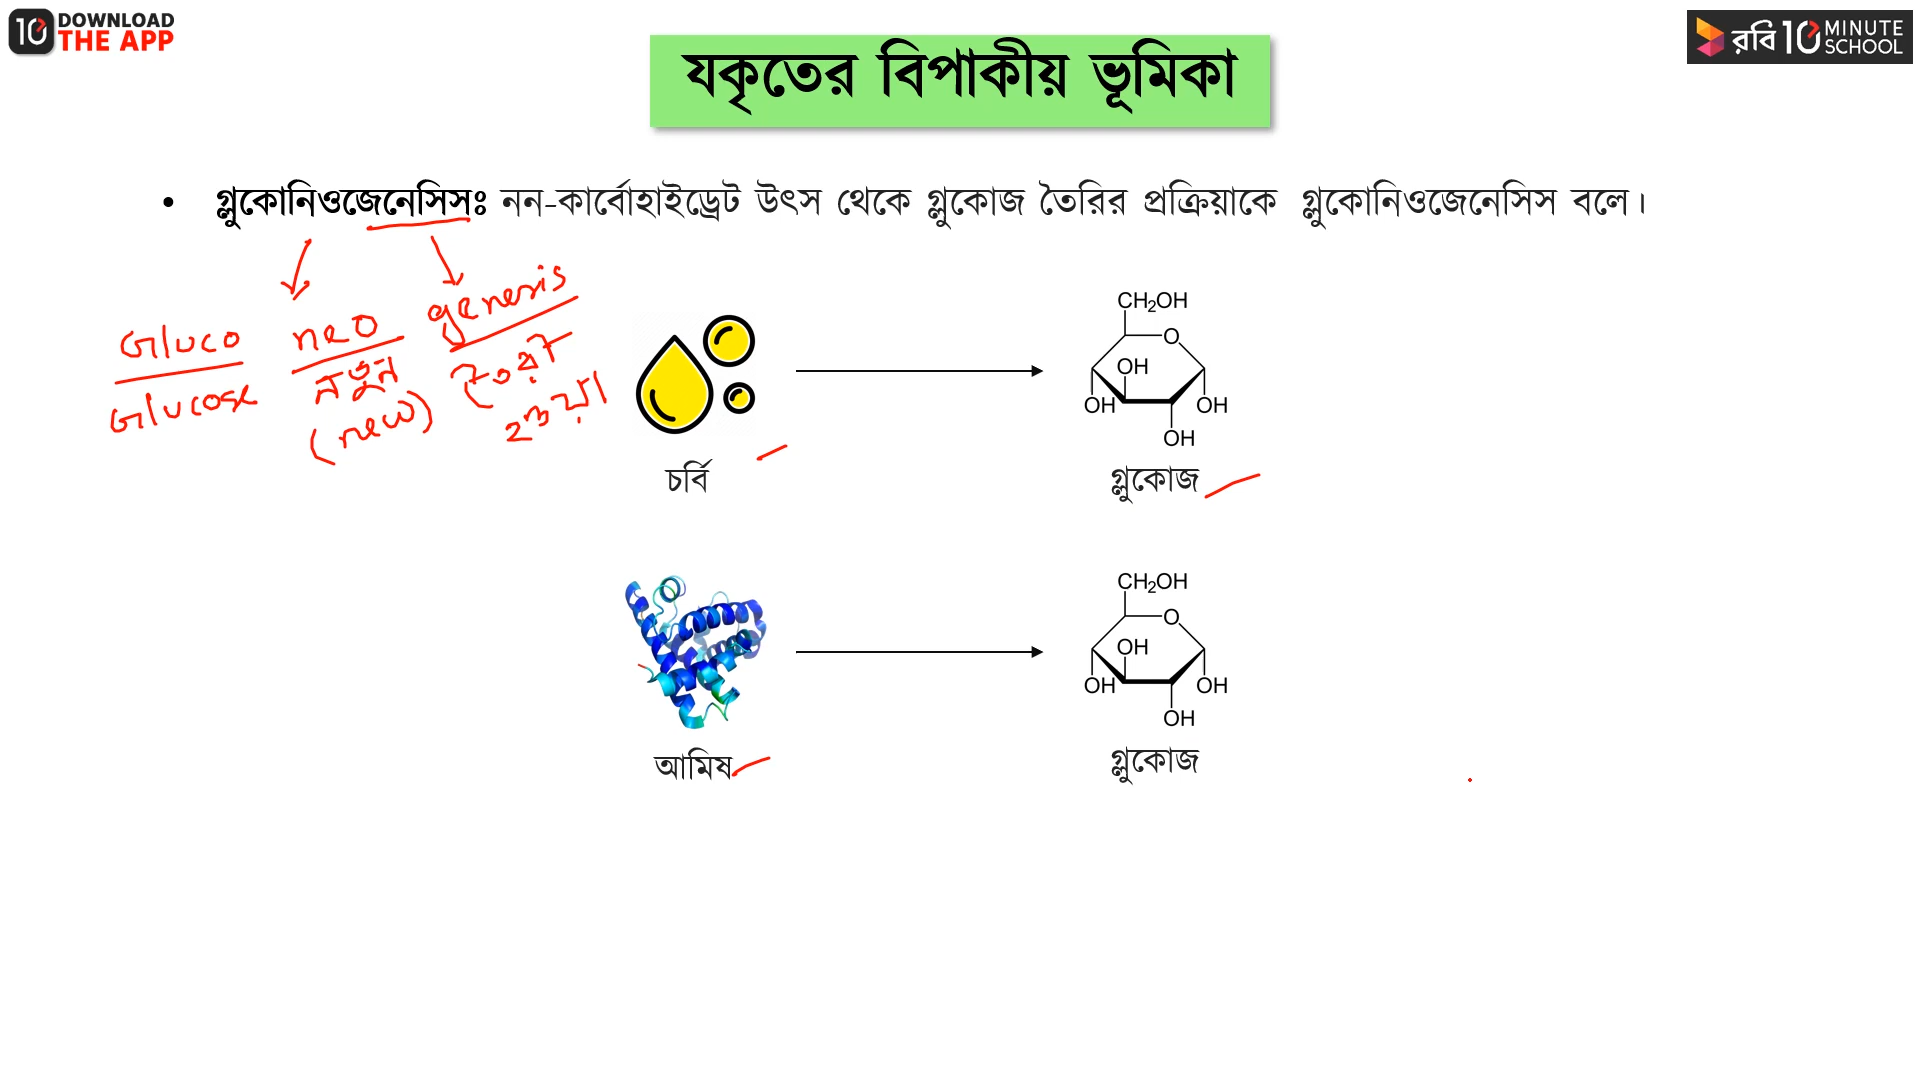 10 DOWNLOAD
THE APP
রবি 10 MINUTE
SCHOOL
যকৃতের বিপাকীয় ভূমিকা
• গ্লুকোনিওজেনেসিসঃ নন-কার্বোহাইড্রেট উৎস থেকে গ্লুকোজ তৈরির প্রক্রিয়াকে গ্লুকোনিওজেনেসিস বলে।
Gluco neo genesis
Glucose নতুন তৈরী
(new) হওয়া
CH2OH
O
OH
OH OH
OH
চর্বি গ্লুকোজ
CH2OH
O
OH
OH OH
OH
আমিষ গ্লুকোজ